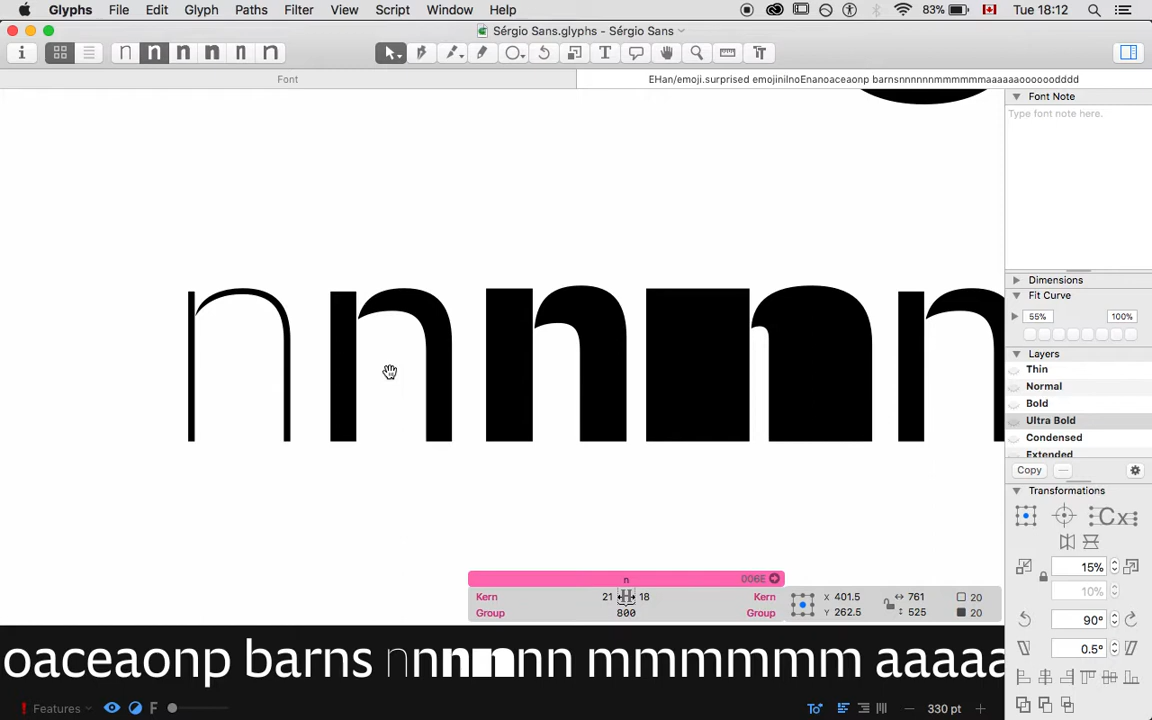 Glyphs File Edit Glyph Paths Filter View Script Window Help 83% Tue 18:12
Sérgio Sans.glyphs - Sérgio Sans
n n n n n n
Font
EHan/emoji.surprised emojinilnoEnanoaceaonp barnsnnnnnnmmmmmmaaaaaaoooooodddd
Font Note
Type font note here.
n n n n n
Dimensions
Fit Curve
55% 100%
Layers
Thin
Normal
Bold
Ultra Bold
Condensed
Extended
Copy
Transformations
15%
10%
90°
0.5°
n 006E
Kern 21 H 18 Kern
Group 800 Group
X 401.5 761 20
Y 262.5 525 20
oaceaonp barns nnnnnn mmmmmm aaaaa
Features F 330 pt